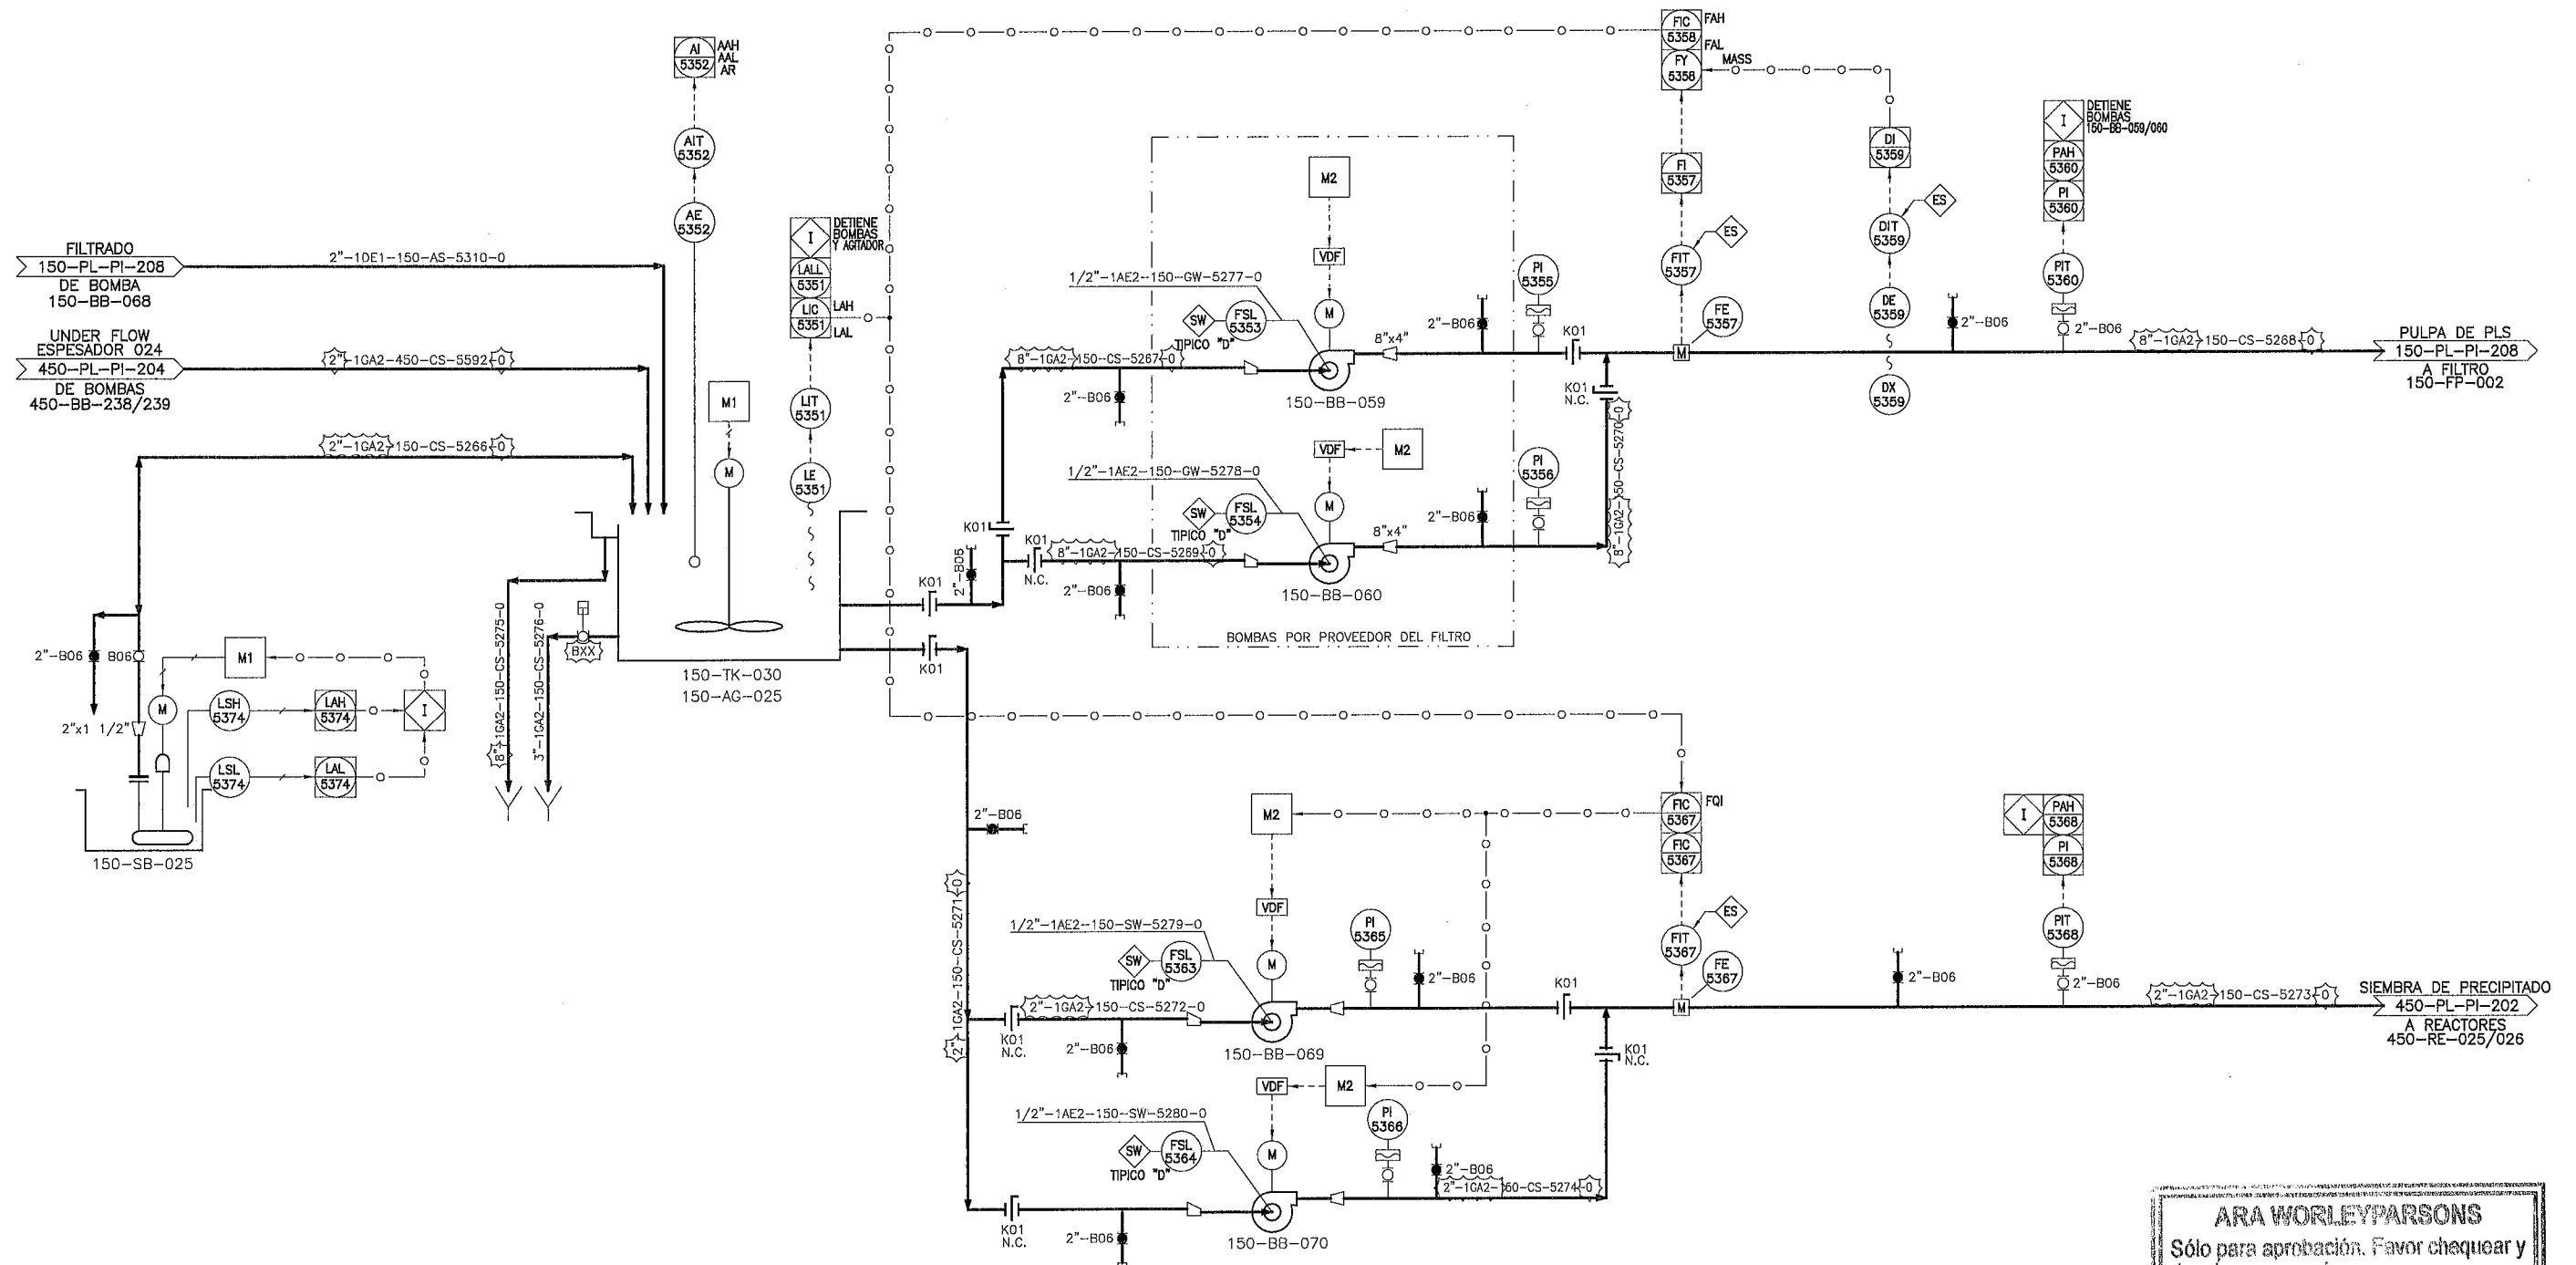 FIC
5358
FAH
FAL
FY
5358
MASS
AI
5352
AAH
AAL
AR
AIT
5352
AE
5352
I
DETIENE
BOMBAS
Y AGITADOR
LALL
5351
LIC
5351
LAH
LAL
LIT
5351
LE
5351
M1
M
FILTRADO
150-PL-PI-208
DE BOMBA
150-BB-068
2"-1DE1-150-AS-5310-0
UNDER FLOW
ESPESADOR 024
450-PL-PI-204
DE BOMBAS
450-BB-238/239
2"-1GA2-450-CS-5592-0
2"-1GA2-150-CS-5266-0
2"-B06
B06
2"x1 1/2"
M
M1
LSH
5374
LAH
5374
I
LSL
5374
LAL
5374
150-SB-025
8"-1GA2-150-CS-5275-0
3"-1GA2-150-CS-5276-0
BXX
150-TK-030
150-AG-025
K01
K01
2"-B06
K01
K01
N.C.
8"-1GA2-150-CS-5267-0
2"-B06
8"-1GA2-150-CS-5269-0
2"-B06
M2
VDF
M
1/2"-1AE2-150-GW-5277-0
SW
FSL
5353
TIPICO "D"
150-BB-059
8"x4"
2"-B06
PI
5355
K01
VDF
M2
M
1/2"-1AE2-150-GW-5278-0
SW
FSL
5354
TIPICO "D"
150-BB-060
8"x4"
2"-B06
PI
5356
BOMBAS POR PROVEEDOR DEL FILTRO
K01
N.C.
8"-1GA2-150-CS-5270-0
FI
5357
FIT
5357
ES
FE
5357
M
DI
5359
DIT
5359
ES
DE
5359
DX
5359
2"-B06
I
DETIENE
BOMBAS
150-BB-059/060
PAH
5360
PI
5360
PIT
5360
2"-B06
8"-1GA2-150-CS-5268-0
PULPA DE PLS
150-PL-PI-208
A FILTRO
150-FP-002
2"-B06
2"-1GA2-150-CS-5271-0
M2
VDF
M
1/2"-1AE2-150-SW-5279-0
SW
FSL
5363
TIPICO "D"
K01
N.C.
2"-1GA2-150-CS-5272-0
2"-B06
150-BB-069
PI
5365
2"-B06
K01
FIC
5367
FQI
FIC
5367
FIT
5367
ES
FE
5367
M
2"-B06
I
PAH
5368
PI
5368
PIT
5368
2"-B06
2"-1GA2-150-CS-5273-0
SIEMBRA DE PRECIPITADO
450-PL-PI-202
A REACTORES
450-RE-025/026
K01
N.C.
VDF
M2
M
1/2"-1AE2-150-SW-5280-0
SW
FSL
5364
TIPICO "D"
K01
N.C.
2"-B06
150-BB-070
PI
5366
2"-B06
2"-1GA2-150-CS-5274-0
ARA WORLEYPARSONS
Sólo para aprobación. Favor chequear y